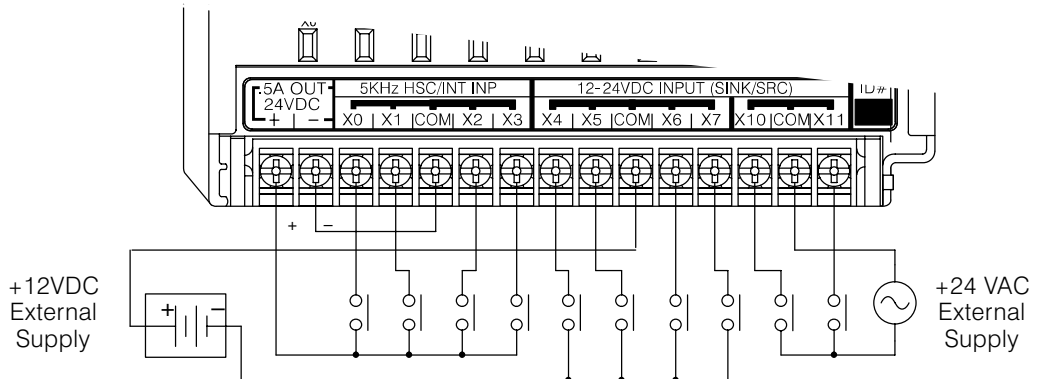 5A OUT 5KHz HSC/INT INP 12-24VDC INPUT (SINK/SRC)
24VDC
+ - X0 X1 COM X2 X3 X4 X5 COM X6 X7 X10 COM X11
+ -
+12VDC
External
Supply
+ -
+24 VAC
External
Supply